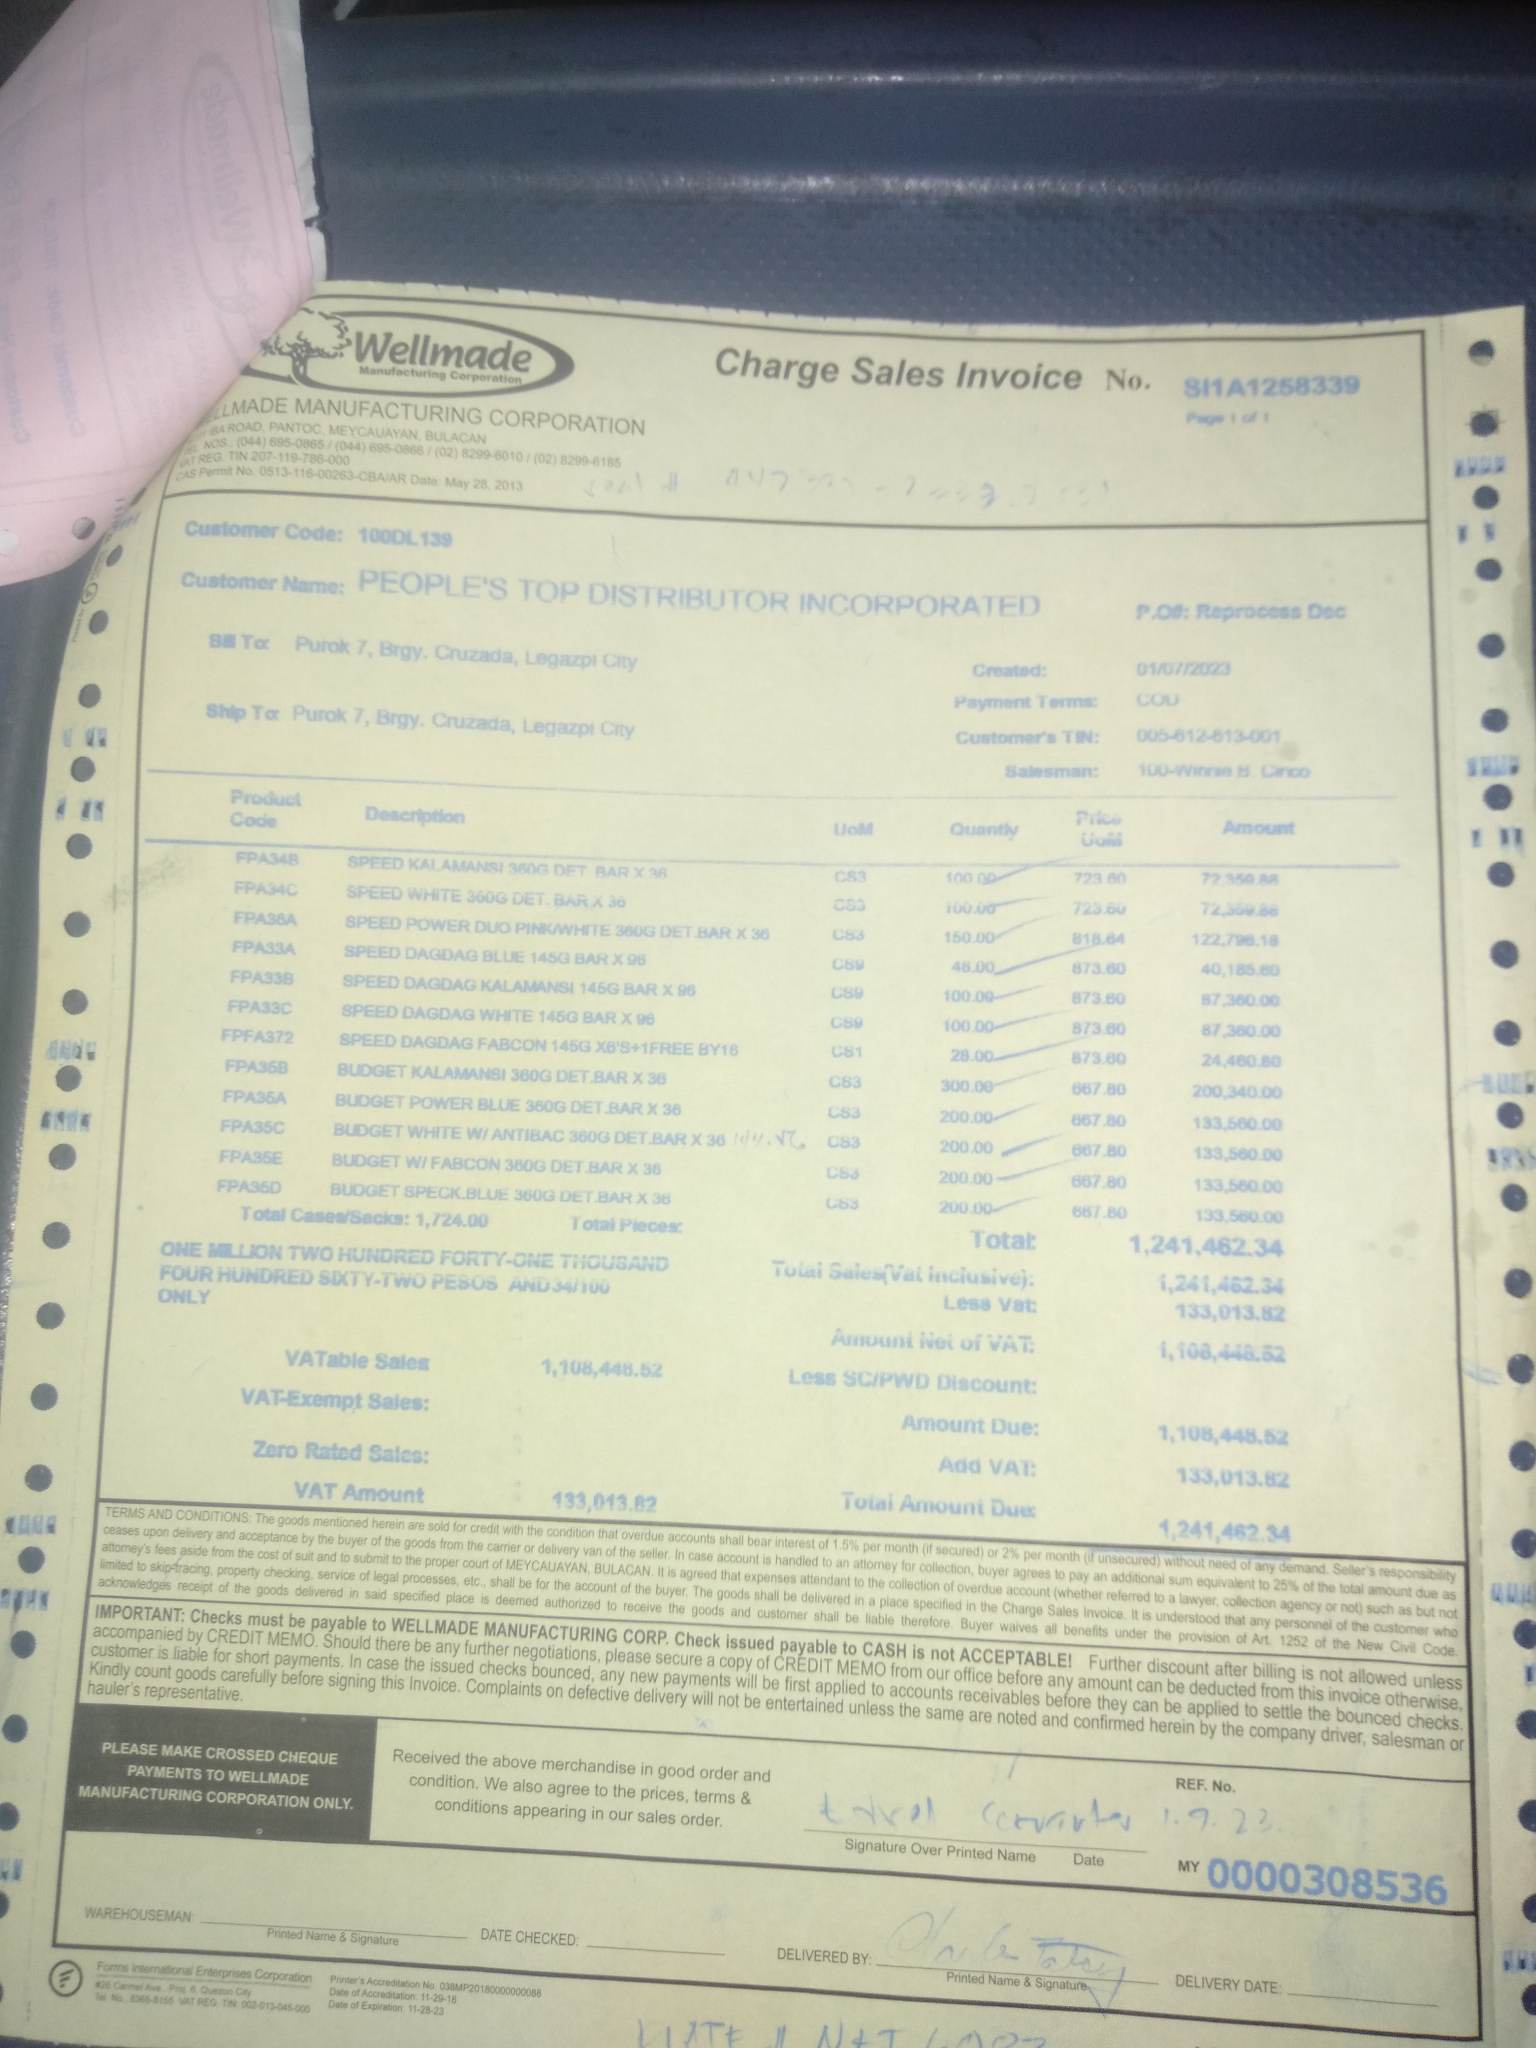 Wellmade
Manufacturing Corporation
Charge Sales Invoice No. SI1A1258339
Page 1 of 1
WELLMADE MANUFACTURING CORPORATION
ROAD, PANTOC, MEYCAUAYAN, BULACAN
TEL. NOS.: (044) 695-0865 / (044) 695-0866 / (02) 8299-6010 / (02) 8299-6185
VAT REG. TIN 207-119-786-000
CAS Permit No. 0513-116-00263-CBA/AR Date: May 28, 2013
Customer Code: 100DL139
Customer Name: PEOPLE'S TOP DISTRIBUTOR INCORPORATED
P.O#: Reprocess Dec
Bill To: Purok 7, Brgy. Cruzada, Legazpi City
Created: 01/07/2023
Payment Terms: COD
Ship To: Purok 7, Brgy. Cruzada, Legazpi City
Customer's TIN: 005-612-613-001
Salesman: 100-Winnie B. Cinco
Product Code Description UoM Quantiy Price UoM Amount
FPA34B SPEED KALAMANSI 360G DET. BAR X 36 CS3 100.00 723.60 72,359.88
FPA34C SPEED WHITE 360G DET. BAR X 36 CS3 100.00 723.60 72,359.88
FPA36A SPEED POWER DUO PINK/WHITE 360G DET.BAR X 36 CS3 150.00 818.64 122,796.18
FPA33A SPEED DAGDAG BLUE 145G BAR X 96 CS9 46.00 873.60 40,185.60
FPA33B SPEED DAGDAG KALAMANSI 145G BAR X 96 CS9 100.00 873.60 87,360.00
FPA33C SPEED DAGDAG WHITE 145G BAR X 96 CS9 100.00 873.60 87,360.00
FPFA372 SPEED DAGDAG FABCON 145G X6'S+1FREE BY16 CS1 28.00 873.60 24,460.80
FPA35B BUDGET KALAMANSI 360G DET.BAR X 36 CS3 300.00 667.80 200,340.00
FPA35A BUDGET POWER BLUE 360G DET.BAR X 36 CS3 200.00 667.80 133,560.00
FPA35C BUDGET WHITE W/ ANTIBAC 360G DET.BAR X 36 CS3 200.00 667.80 133,560.00
FPA35E BUDGET W/ FABCON 360G DET.BAR X 36 CS3 200.00 667.80 133,560.00
FPA35D BUDGET SPECK.BLUE 360G DET.BAR X 36 CS3 200.00 667.80 133,560.00
Total Cases/Sacks: 1,724.00 Total Pieces:
Total: 1,241,462.34
ONE MILLION TWO HUNDRED FORTY-ONE THOUSAND
FOUR HUNDRED SIXTY-TWO PESOS AND 34/100
ONLY
Total Sales(Vat inclusive): 1,241,462.34
Less Vat: 133,013.82
Amount Net of VAT: 1,108,448.52
VATable Sales 1,108,448.52
Less SC/PWD Discount:
VAT-Exempt Sales:
Amount Due: 1,108,448.52
Zero Rated Sales:
Add VAT: 133,013.82
VAT Amount 133,013.82
Total Amount Due: 1,241,462.34
TERMS AND CONDITIONS: The goods mentioned herein are sold for credit with the condition that overdue accounts shall bear interest of 1.5% per month (if secured) or 2% per month (if unsecured) without need of any demand. Seller's responsibility
ceases upon delivery and acceptance by the buyer of the goods from the carrier or delivery van of the seller. In case account is handled to an attorney for collection, buyer agrees to pay an additional sum equivalent to 25% of the total amount due as
attorney's fees aside from the cost of suit and to submit to the proper court of MEYCAUAYAN, BULACAN. It is agreed that expenses attendant to the collection of overdue account (whether referred to a lawyer, collection agency or not) such as but not
limited to skip-tracing, property checking, service of legal processes, etc., shall be for the account of the buyer. The goods shall be delivered in a place specified in the Charge Sales Invoice. It is understood that any personnel of the customer who
acknowledges receipt of the goods delivered in said specified place is deemed authorized to receive the goods and customer shall be liable therefore. Buyer waives all benefits under the provision of Art. 1252 of the New Civil Code.
IMPORTANT: Checks must be payable to WELLMADE MANUFACTURING CORP. Check issued payable to CASH is not ACCEPTABLE! Further discount after billing is not allowed unless
accompanied by CREDIT MEMO. Should there be any further negotiations, please secure a copy of CREDIT MEMO from our office before any amount can be deducted from this invoice otherwise,
customer is liable for short payments. In case the issued checks bounced, any new payments will be first applied to accounts receivables before they can be applied to settle the bounced checks.
Kindly count goods carefully before signing this Invoice. Complaints on defective delivery will not be entertained unless the same are noted and confirmed herein by the company driver, salesman or
hauler's representative.
PLEASE MAKE CROSSED CHEQUE
PAYMENTS TO WELLMADE
MANUFACTURING CORPORATION ONLY.
Received the above merchandise in good order and
condition. We also agree to the prices, terms &
conditions appearing in our sales order.
1.9.23
Signature Over Printed Name Date
REF. No.
MY 0000308536
WAREHOUSEMAN:
Printed Name & Signature
DATE CHECKED:
DELIVERED BY:
Printed Name & Signature
DELIVERY DATE:
Forms International Enterprises Corporation
#26 Carmel Ave., Proj. 6, Quezon City
Tel. No.: 8366-8155 VAT REG. TIN: 002-013-045-000
Printer's Accreditation No. 038MP20180000000088
Date of Accreditation: 11-29-18
Date of Expiration: 11-28-23